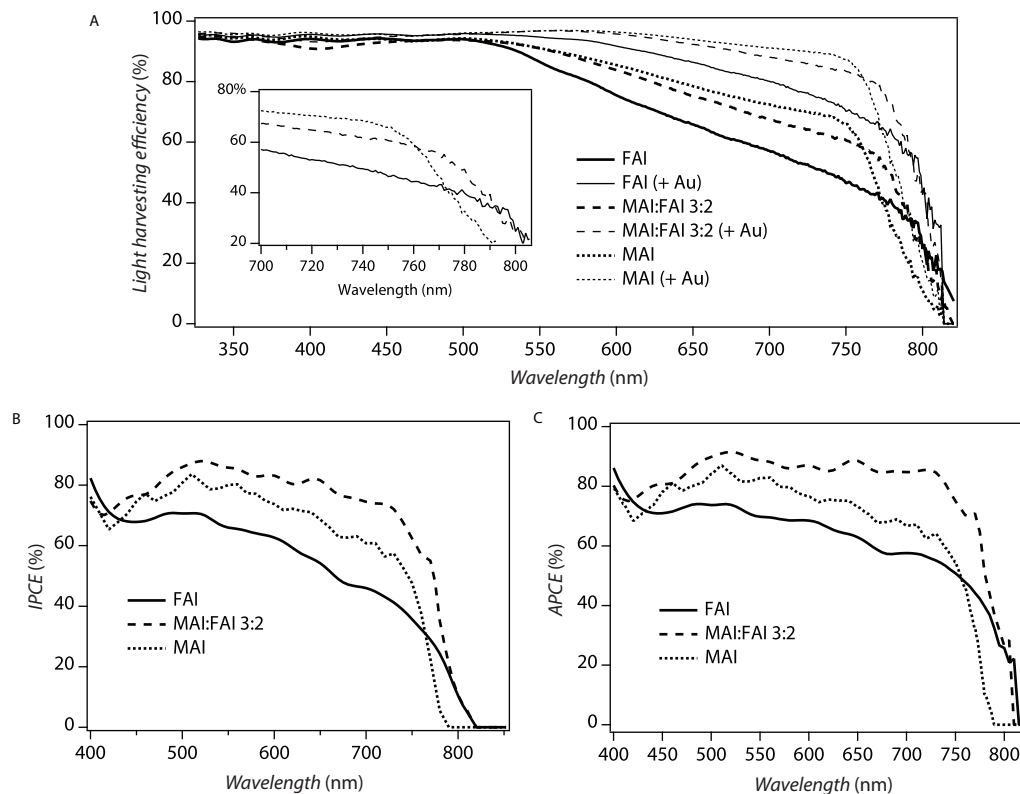 A
Light harvesting efficiency (%)
100
80
60
40
20
0
80%
60
40
20
700
720
740
760
780
800
Wavelength (nm)
FAI
FAI (+ Au)
MAI:FAI 3:2
MAI:FAI 3:2 (+ Au)
MAI
MAI (+ Au)
350
400
450
500
550
600
650
700
750
800
Wavelength (nm)
B
IPCE (%)
100
80
60
40
20
0
FAI
MAI:FAI 3:2
MAI
400
500
600
700
800
Wavelength (nm)
C
APCE (%)
100
80
60
40
20
0
FAI
MAI:FAI 3:2
MAI
400
450
500
550
600
650
700
750
800
Wavelength (nm)